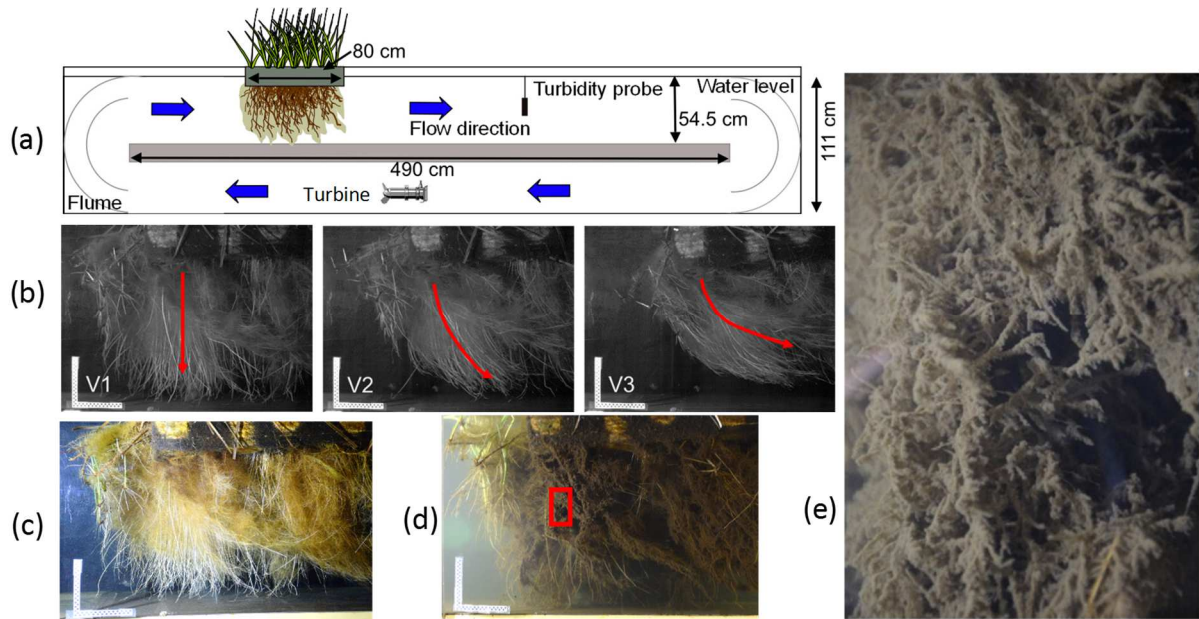 (a)
80 cm
Turbidity probe
Water level
Flow direction
54.5 cm
111 cm
490 cm
Turbine
Flume
(b)
V1
V2
V3
(c)
(d)
(e)